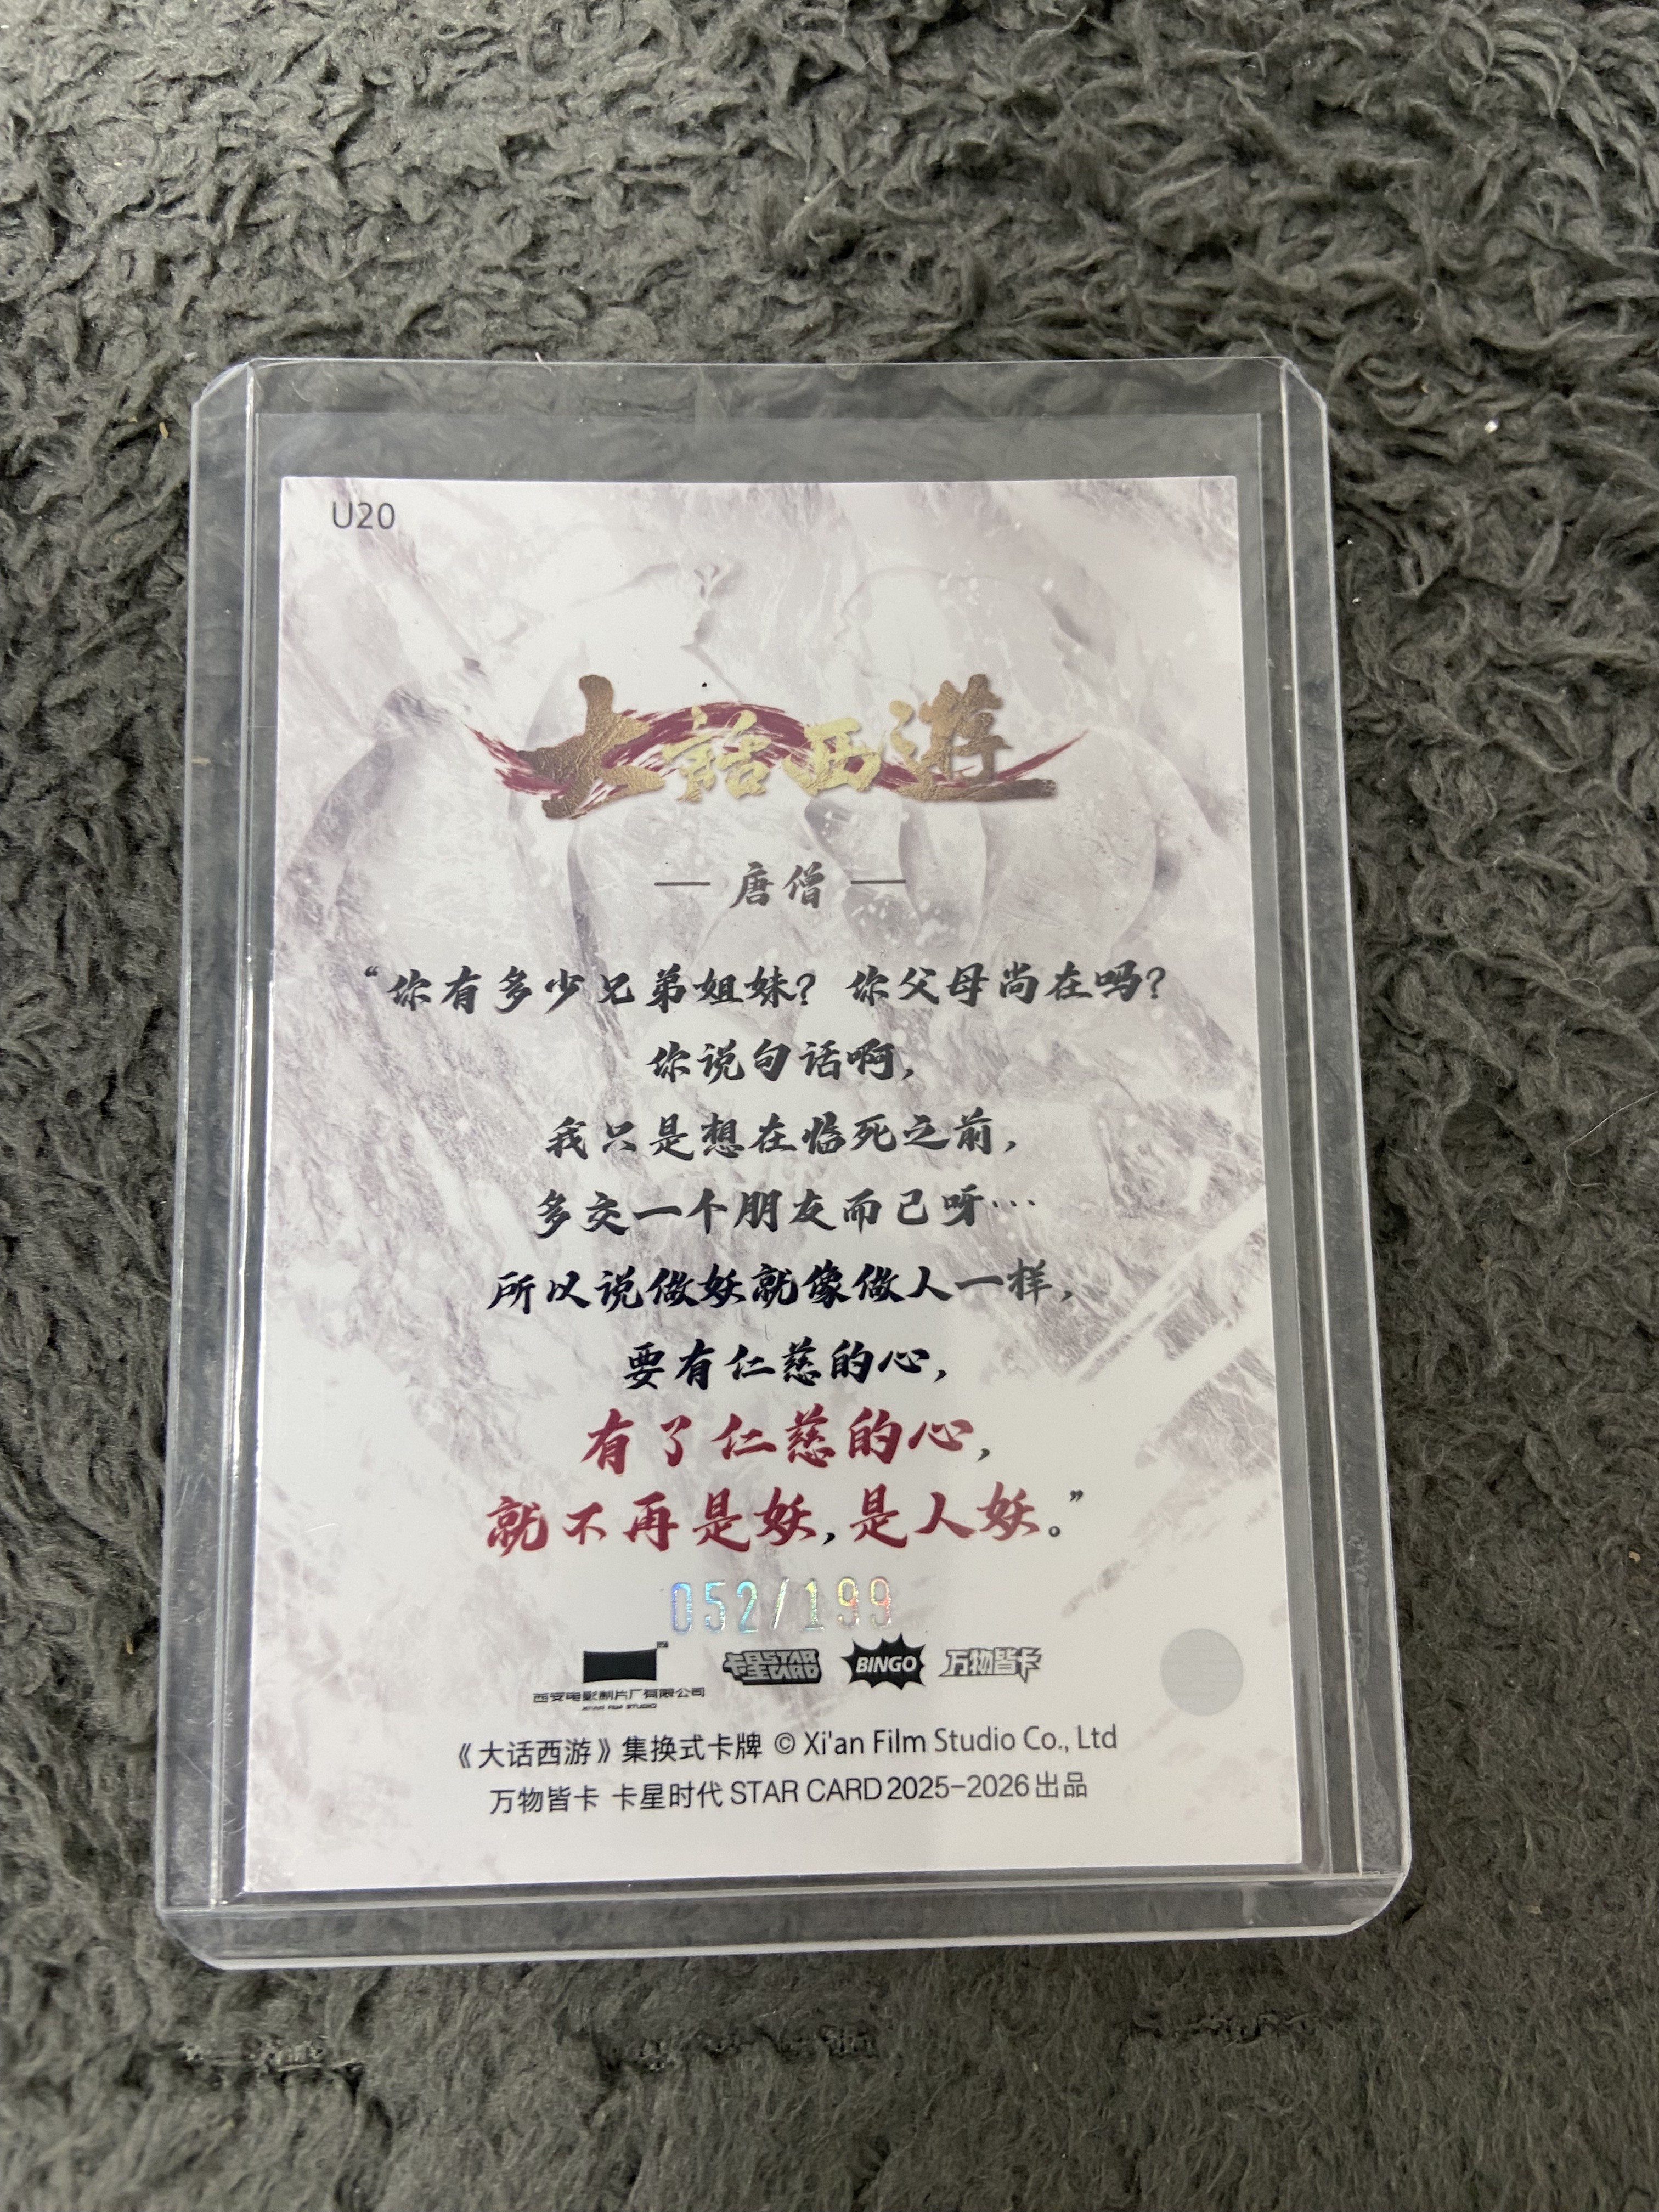 U20
大話西遊
— 唐僧 —
“你有多少兄弟姐妹？你父母尚在吗？
你说句话啊，
我只是想在临死之前，
多交一个朋友而已呀…
所以说做妖就像做人一样，
要有仁慈的心，
有了仁慈的心，
就不再是妖，是人妖。”
052/199
西安电影制片厂有限公司
XI'AN FILM STUDIO
卡星 STAR CARD BINGO 万物皆卡
《大话西游》集换式卡牌 © Xi'an Film Studio Co., Ltd
万物皆卡 卡星时代 STAR CARD 2025-2026 出品